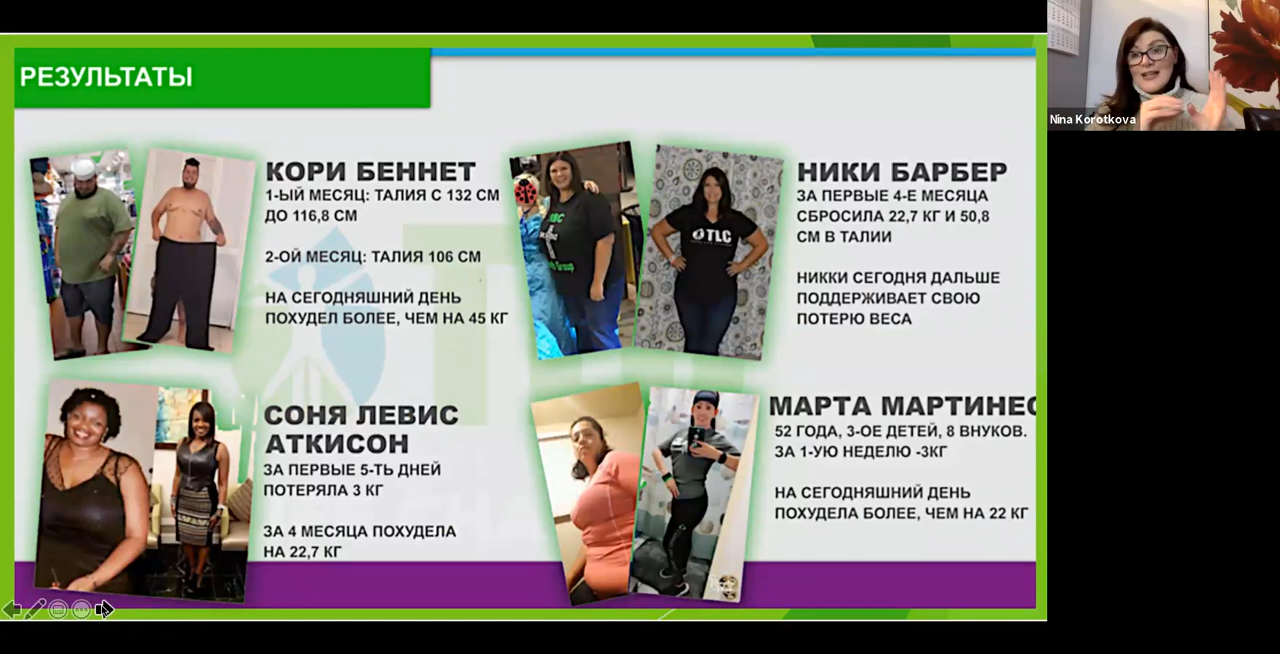 РЕЗУЛЬТАТЫ
КОРИ БЕННЕТ
1-ЫЙ МЕСЯЦ: ТАЛИЯ С 132 СМ
ДО 116,8 СМ
2-ОЙ МЕСЯЦ: ТАЛИЯ 106 СМ
НА СЕГОДНЯШНИЙ ДЕНЬ
ПОХУДЕЛ БОЛЕЕ, ЧЕМ НА 45 КГ
НИКИ БАРБЕР
ЗА ПЕРВЫЕ 4-Е МЕСЯЦА
СБРОСИЛА 22,7 КГ И 50,8
СМ В ТАЛИИ
НИККИ СЕГОДНЯ ДАЛЬШЕ
ПОДДЕРЖИВАЕТ СВОЮ
ПОТЕРЮ ВЕСА
TLC
СОНЯ ЛЕВИС
АТКИСОН
ЗА ПЕРВЫЕ 5-ТЬ ДНЕЙ
ПОТЕРЯЛА 3 КГ
ЗА 4 МЕСЯЦА ПОХУДЕЛА
НА 22,7 КГ
МАРТА МАРТИНЕС
52 ГОДА, 3-ОЕ ДЕТЕЙ, 8 ВНУКОВ.
ЗА 1-УЮ НЕДЕЛЮ -3КГ
НА СЕГОДНЯШНИЙ ДЕНЬ
ПОХУДЕЛА БОЛЕЕ, ЧЕМ НА 22 КГ
Nina Korotkova